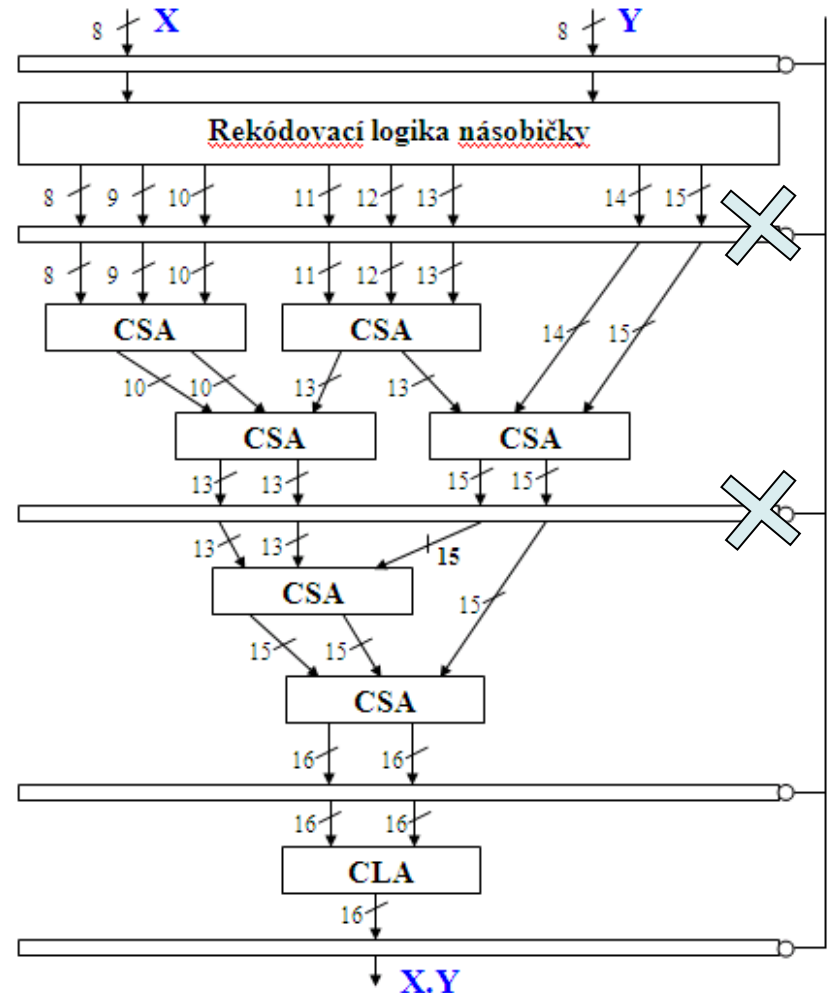 8 X 8 Y
Rekódovací logika násobičky
8 9 10 11 12 13 14 15
8 9 10 11 12 13
CSA CSA
14 15
10 10 13 13
CSA CSA
13 13 15 15
13 13 15
CSA
15
15 15
CSA
16 16
16 16
CLA
16
X.Y